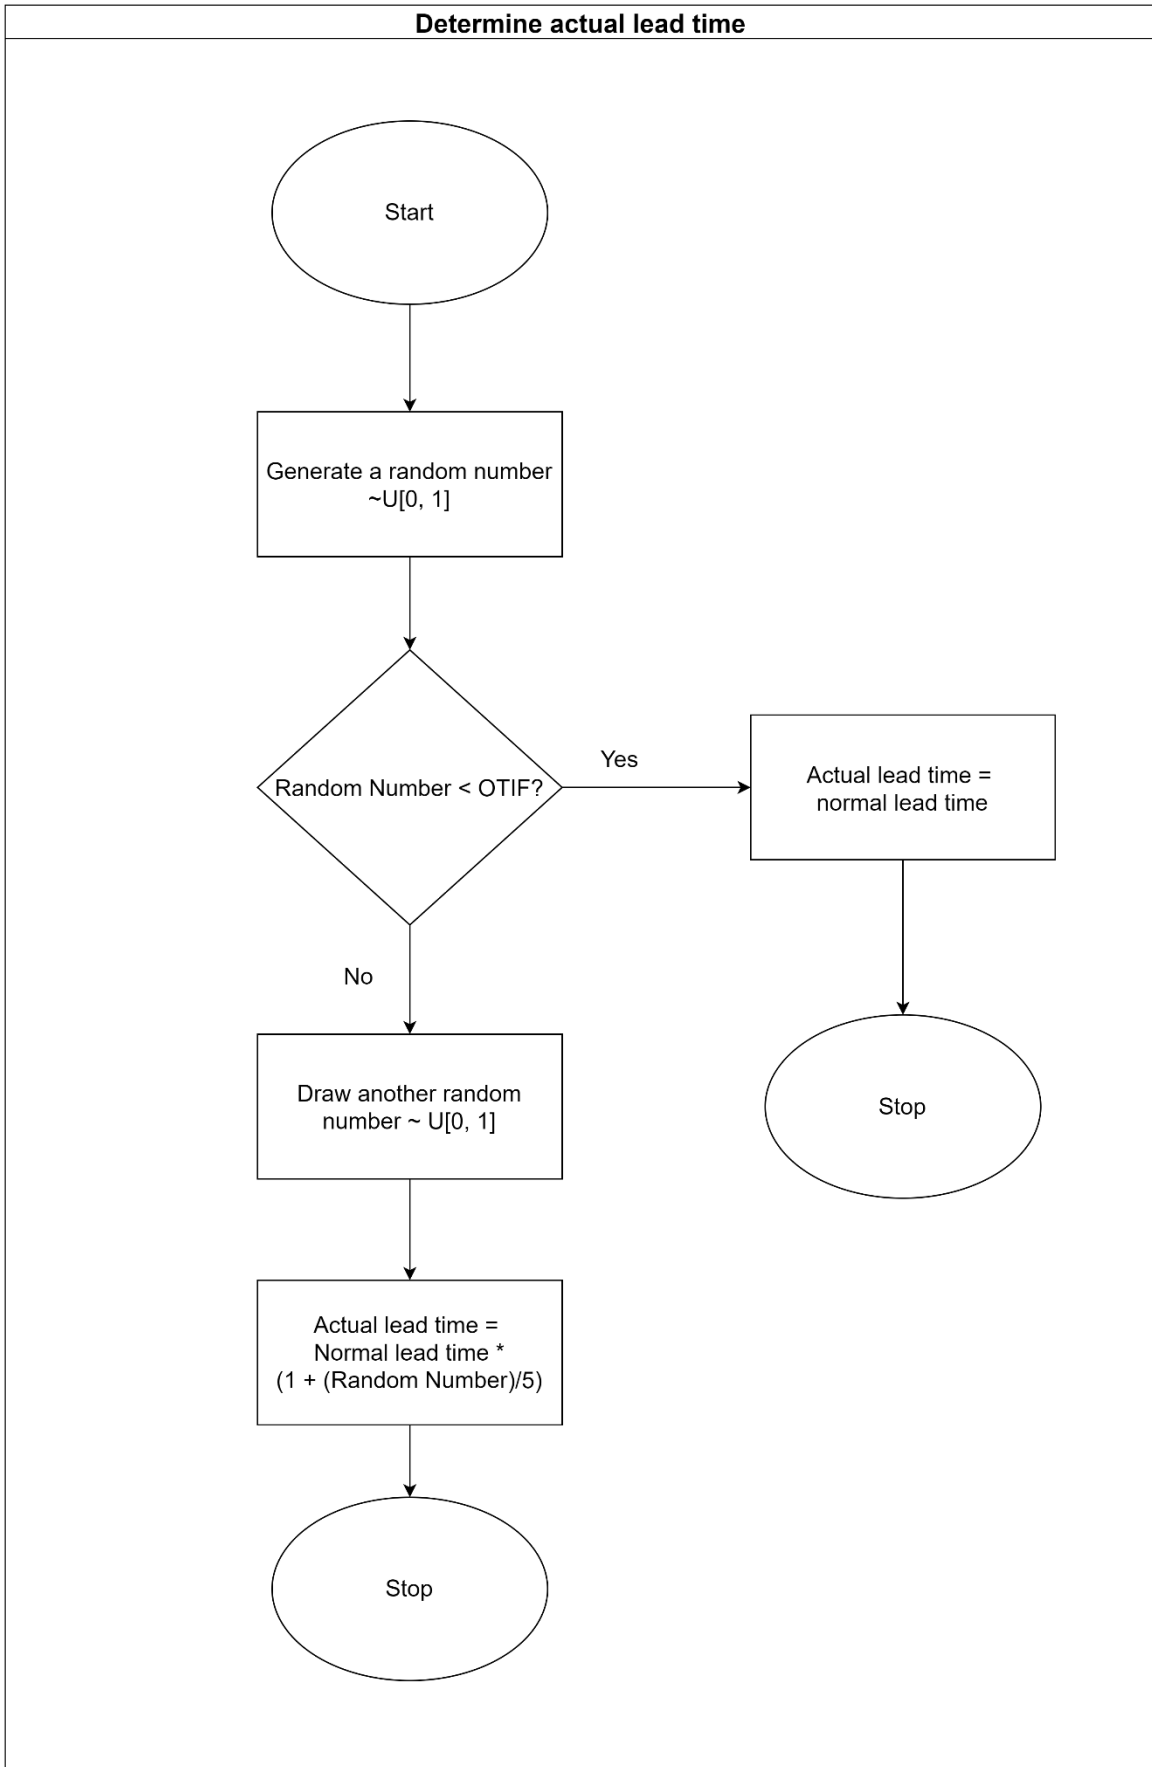 Determine actual lead time
Start
Generate a random number
~U[0, 1]
Random Number < OTIF?
Yes
Actual lead time =
normal lead time
Stop
No
Draw another random
number ~ U[0, 1]
Actual lead time =
Normal lead time *
(1 + (Random Number)/5)
Stop